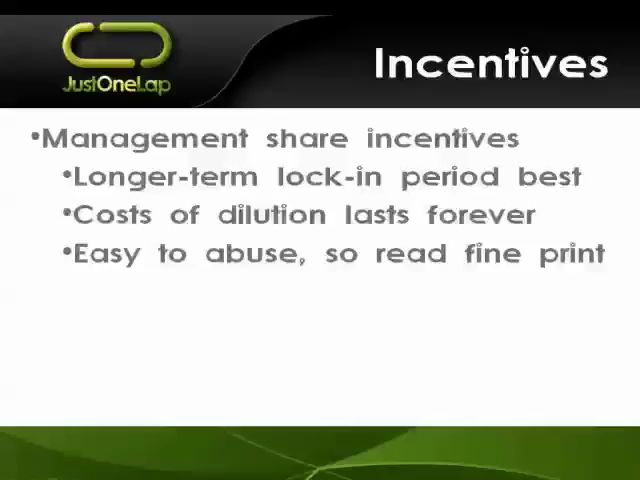 JustOneLap
Incentives
•Management share incentives
•Longer-term lock-in period best
•Costs of dilution lasts forever
•Easy to abuse, so read fine print